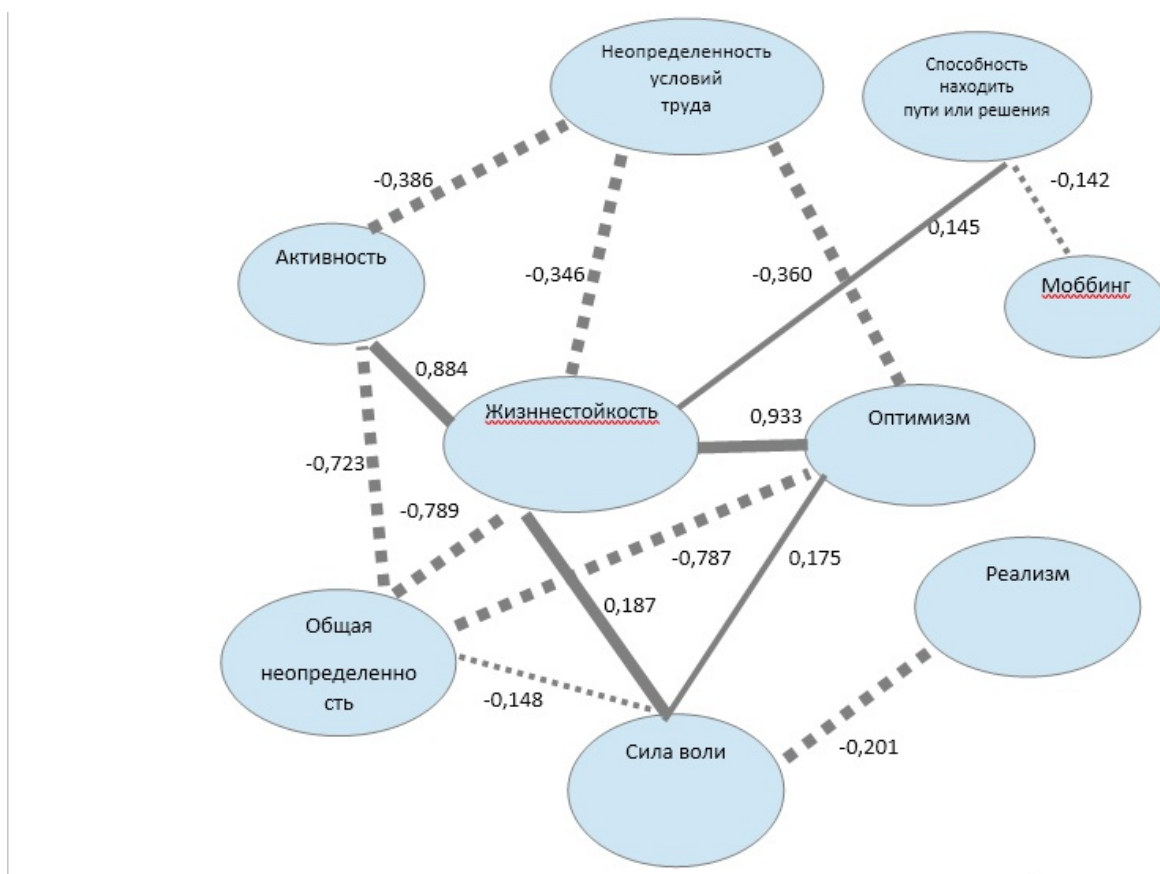 Неопределенность
условий
труда
Способность
находить
пути или решения
-0,386
-0,142
0,145
Активность
-0,346
-0,360
Моббинг
0,884
Жизннестойкость
0,933
Оптимизм
-0,723
-0,789
-0,787
0,175
Реализм
0,187
Общая
неопределенно
сть
-0,148
Сила воли
-0,201